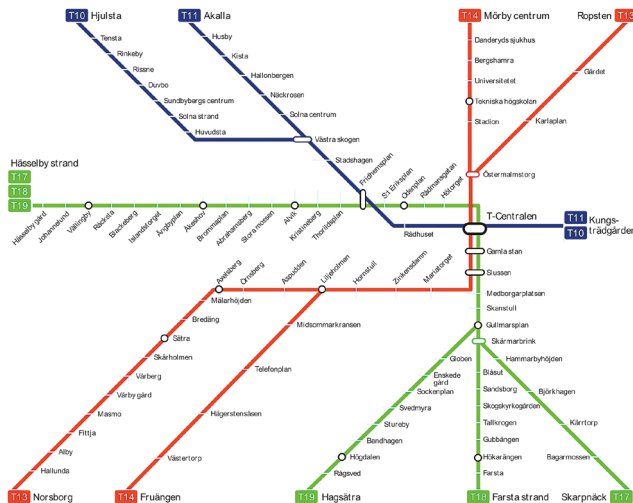 T10 Hjulsta
T11 Akalla
T14 Mörby centrum
Ropsten T13
Tensta
Rinkeby
Rissne
Duvbo
Sundbybergs centrum
Solna strand
Huvudsta
Husby
Kista
Hallonbergen
Näckrosen
Solna centrum
Västra skogen
Stadshagen
Fridhemsplan
Danderyds sjukhus
Bergshamra
Universitetet
Tekniska högskolan
Stadion
Gärdet
Karlaplan
Östermalmstorg
Hässelby strand
T17
T18
T19
Hässelby gård
Johannelund
Vällingby
Råcksta
Blackeberg
Islandstorget
Ängbyplan
Åkeshov
Brommaplan
Abrahamsberg
Stora mossen
Alvik
Kristineberg
Thorildsplan
S:t Eriksplan
Odenplan
Rådmansgatan
Hötorget
Rådhuset
T-Centralen
T11
T10
Kungs-
trädgården
Gamla stan
Slussen
Medborgarplatsen
Skanstull
Gullmarsplan
Skärmarbrink
Axelsberg
Örnsberg
Aspudden
Liljeholmen
Hornstull
Zinkensdamm
Mariatorget
Mälarhöjden
Bredäng
Sätra
Skärholmen
Vårberg
Vårby gård
Masmo
Fittja
Alby
Hallunda
Midsommarkransen
Telefonplan
Hägerstensåsen
Västertorp
Globen
Enskede
gård
Sockenplan
Svedmyra
Stureby
Bandhagen
Högdalen
Rågsved
Hammarbyhöjden
Björkhagen
Kärrtorp
Bagarmossen
Blåsut
Sandsborg
Skogskyrkogården
Tallkrogen
Gubbängen
Hökarängen
Farsta
T13 Norsborg
T14 Fruängen
T19 Hagsätra
T18 Farsta strand
Skarpnäck T17